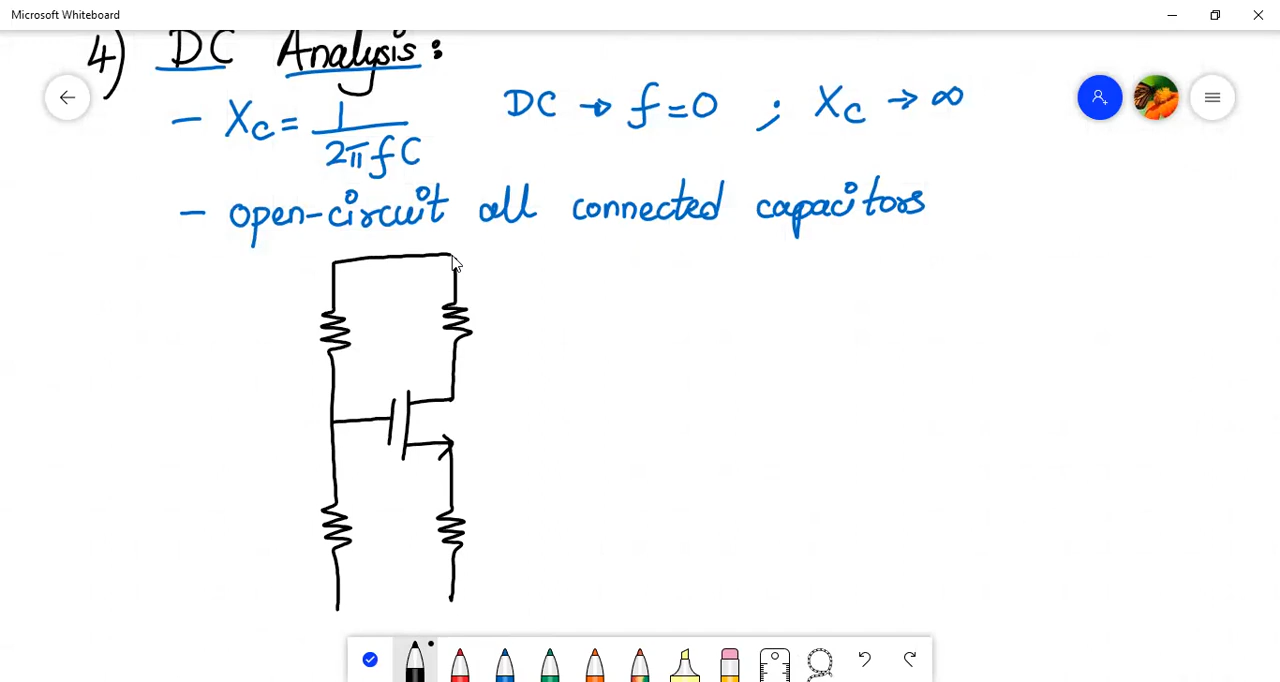 Microsoft Whiteboard
4) DC Analysis:
- Xc = 1/2πfC DC → f=0 ; Xc → ∞
- open-circuit all connected capacitors